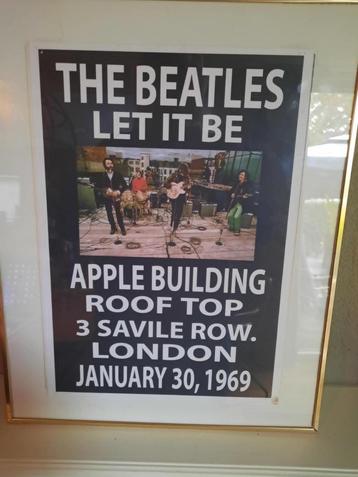 THE BEATLES
LET IT BE
APPLE BUILDING
ROOF TOP
3 SAVILE ROW.
LONDON
JANUARY 30, 1969